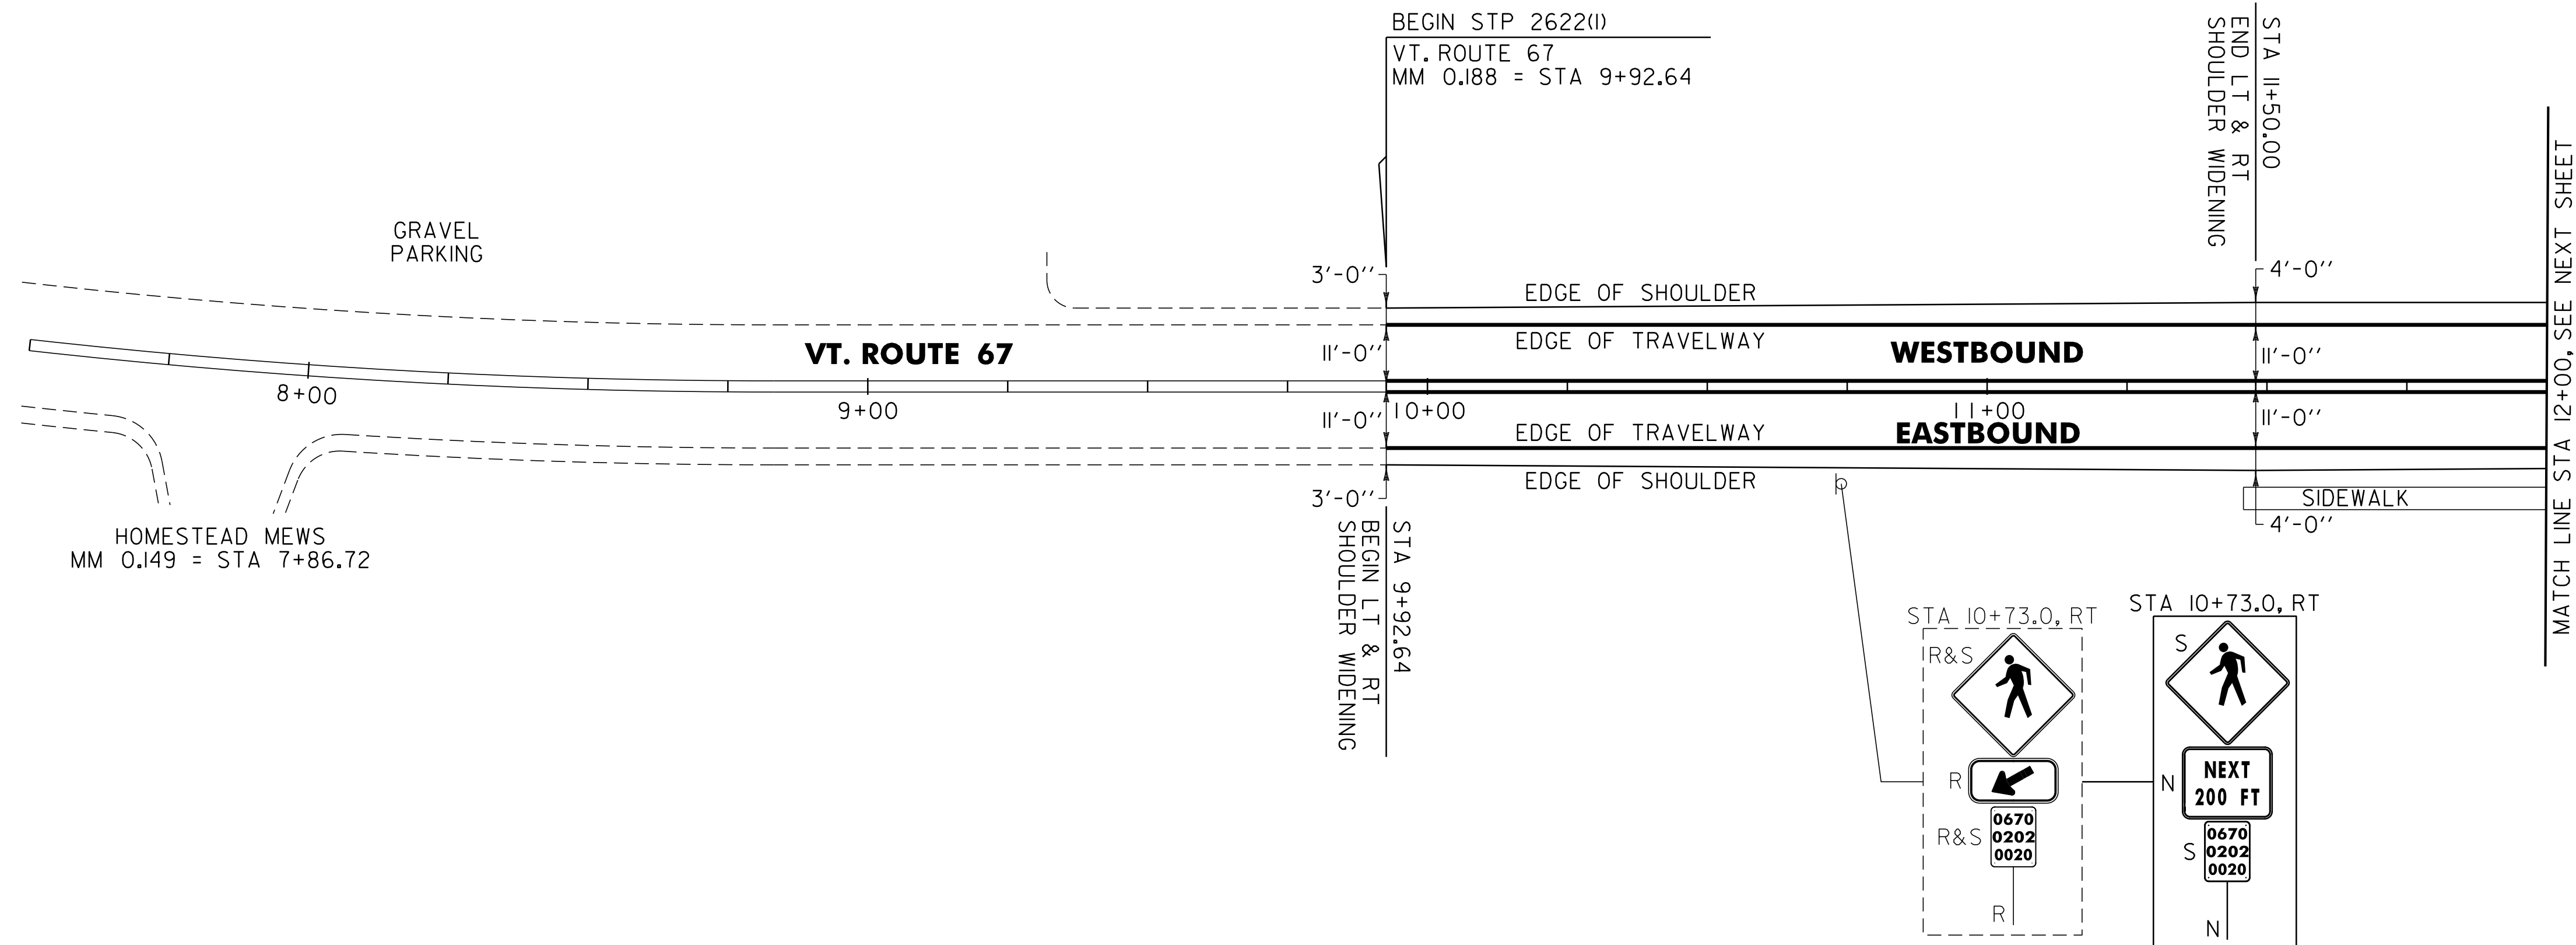 BEGIN STP 2622(1)
VT. ROUTE 67
MM 0.188 = STA 9+92.64
STA 11+50.00
END LT & RT
SHOULDER WIDENING
MATCH LINE STA 12+00, SEE NEXT SHEET
GRAVEL
PARKING
3'-0''
4'-0''
EDGE OF SHOULDER
EDGE OF TRAVELWAY
VT. ROUTE 67
11'-0''
WESTBOUND
11'-0''
8+00
9+00
10+00
11+00
11'-0''
11'-0''
EDGE OF TRAVELWAY
EASTBOUND
EDGE OF SHOULDER
3'-0''
SIDEWALK
4'-0''
HOMESTEAD MEWS
MM 0.149 = STA 7+86.72
STA 9+92.64
BEGIN LT & RT
SHOULDER WIDENING
STA 10+73.0, RT
R&S
R
R&S
0670
0202
0020
R
STA 10+73.0, RT
S
N
NEXT
200 FT
S
0670
0202
0020
N